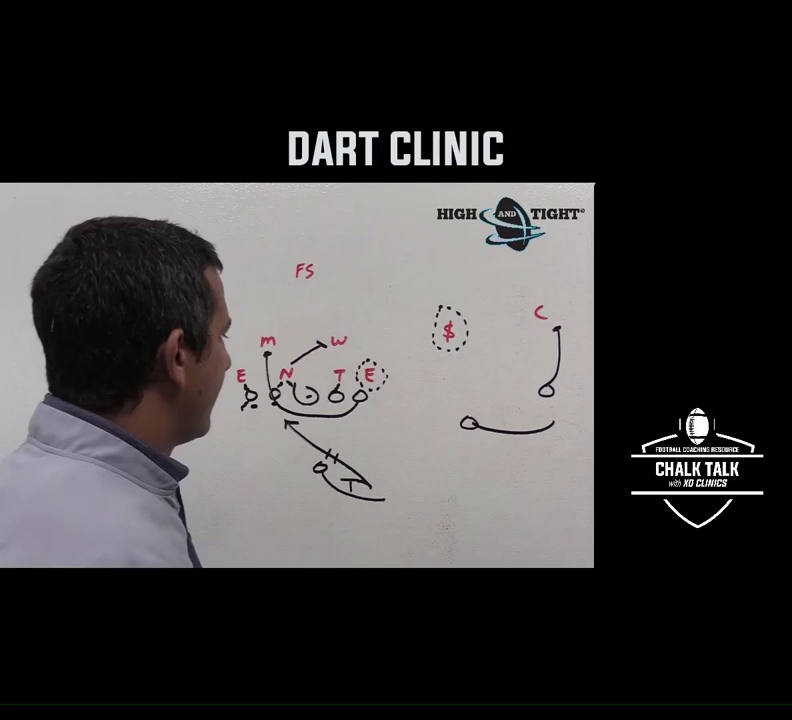 DART CLINIC
HIGH AND TIGHT®
FS
$
C
M
W
E
N
T
E
T
FOOTBALL COACHING RESOURCE
CHALK TALK
with XO CLINICS